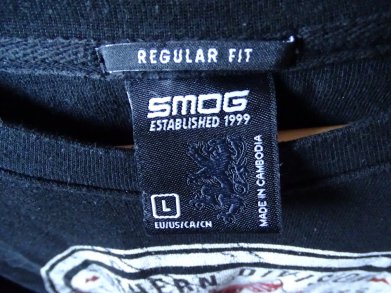 REGULAR FIT
SMOG
ESTABLISHED 1999
L
EU/US/CA/CN
MADE IN CAMBODIA